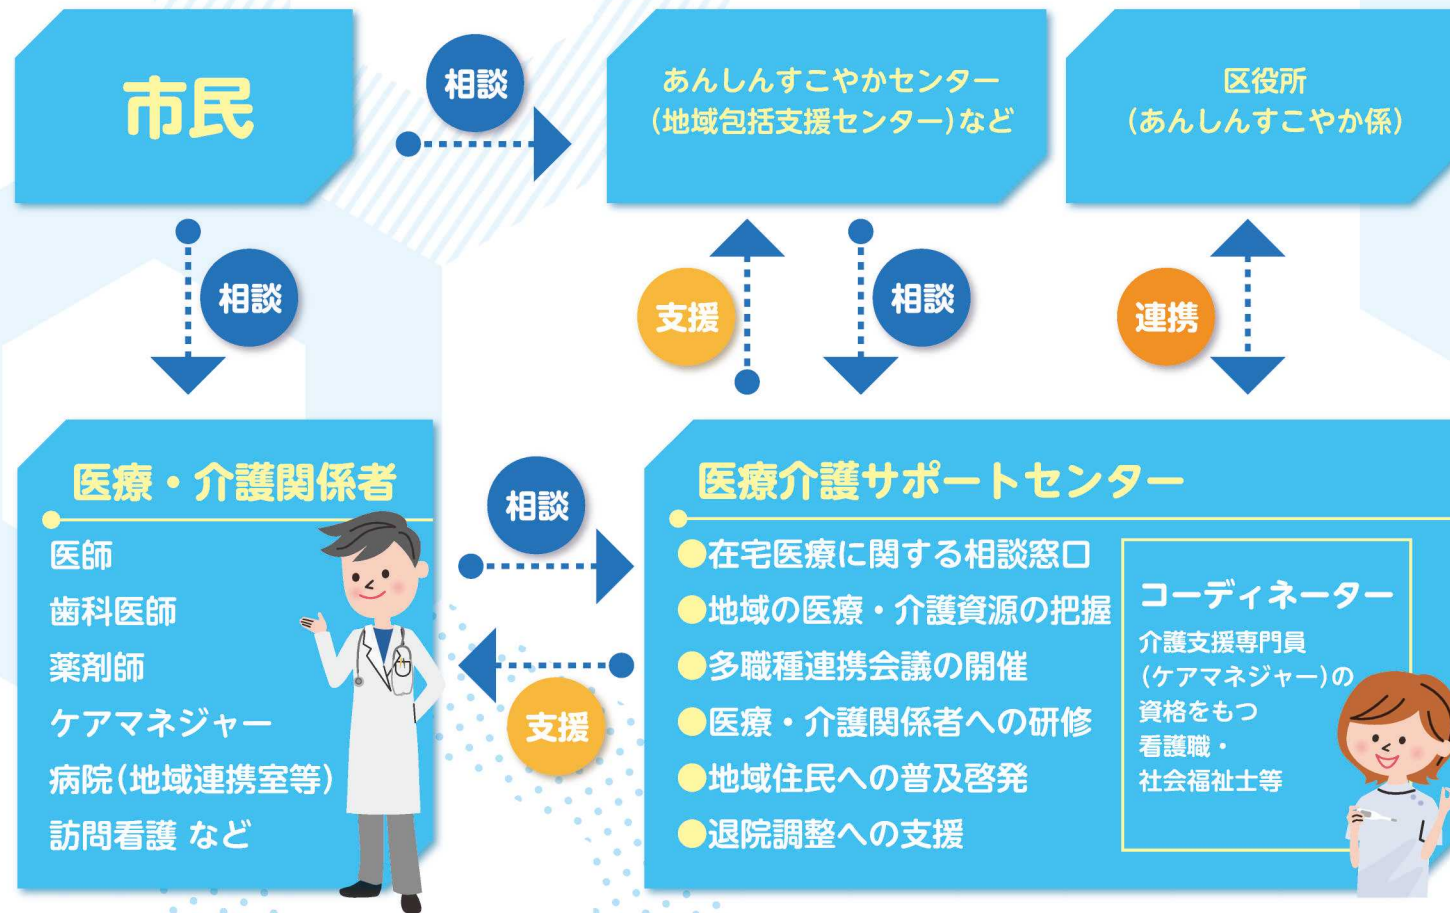 市民
相談
あんしんすこやかセンター
(地域包括支援センター)など
区役所
(あんしんすこやか係)
相談
支援
相談
連携
医療・介護関係者
医師
歯科医師
薬剤師
ケアマネジャー
病院(地域連携室等)
訪問看護 など
相談
支援
医療介護サポートセンター
●在宅医療に関する相談窓口
●地域の医療・介護資源の把握
●多職種連携会議の開催
●医療・介護関係者への研修
●地域住民への普及啓発
●退院調整への支援
コーディネーター
介護支援専門員
(ケアマネジャー)の
資格をもつ
看護職・
社会福祉士等